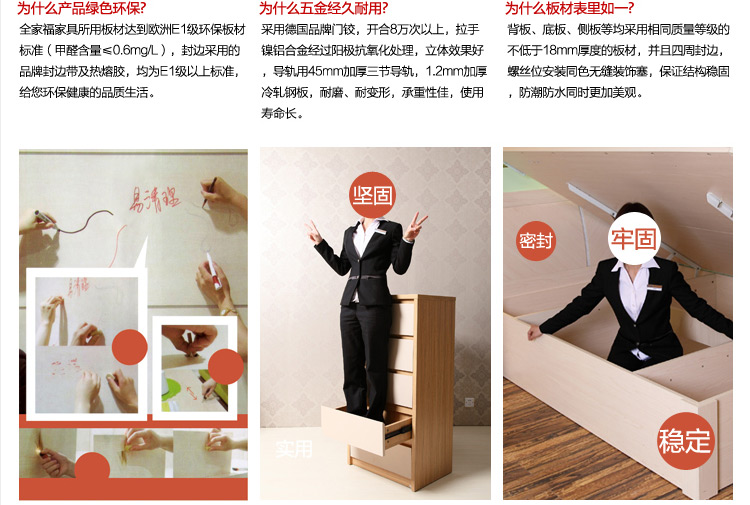 为什么产品绿色环保?
全家福家具所用板材达到欧洲E1级环保板材
标准（甲醛含量≤0.6mg/L），封边采用的
品牌封边带及热熔胶，均为E1级以上标准，
给您环保健康的品质生活。
为什么五金经久耐用?
采用德国品牌门铰，开合8万次以上，拉手
镍铝合金经过阳极抗氧化处理，立体效果好
，导轨用45mm加厚三节导轨，1.2mm加厚
冷轧钢板，耐磨、耐变形，承重性佳，使用
寿命长。
为什么板材表里如一?
背板、底板、侧板等均采用相同质量等级的
不低于18mm厚度的板材，并且四周封边，
螺丝位安装同色无缝装饰塞，保证结构稳固
，防潮防水同时更加美观。
易清理
坚固
实用
密封
牢固
稳定